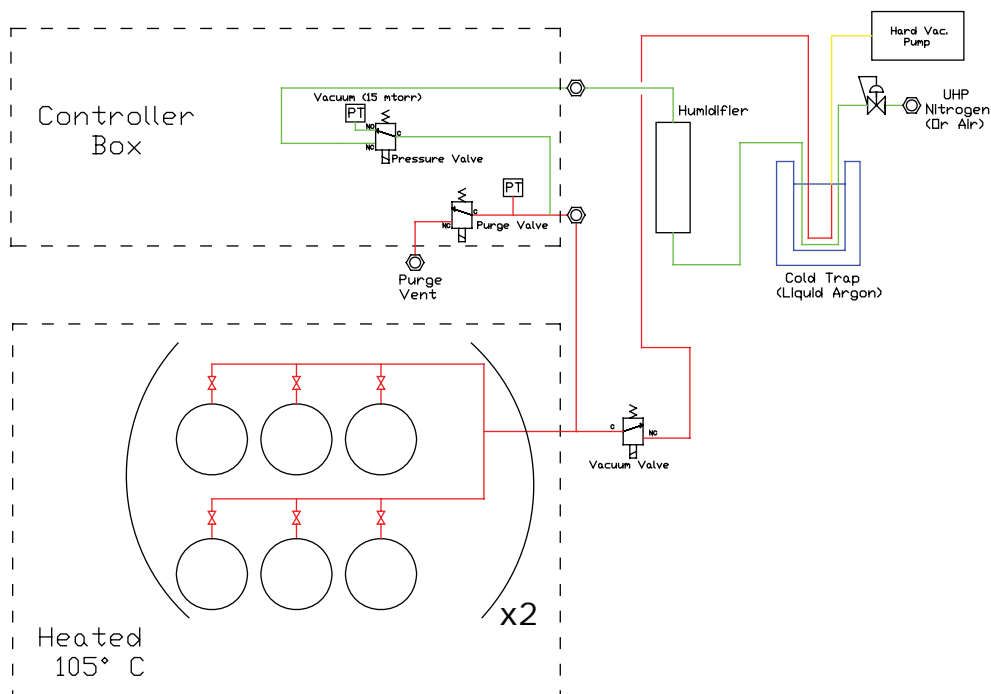 Hard Vac.
Pump
Controller
Box
Vacuum (15 mtorr)
PT
NO
C
NC
Pressure Valve
Humidifier
UHP
Nitrogen
(Or Air)
PT
C
NC
Purge Valve
Purge
Vent
Cold Trap
(Liquid Argon)
C
NC
Vacuum Valve
x2
Heated
105° C